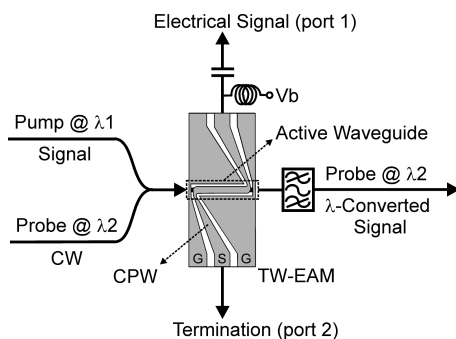 Electrical Signal (port 1)
Vb
Pump @ λ1
Signal
Active Waveguide
Probe @ λ2
λ-Converted
Signal
Probe @ λ2
CW
CPW
G S G
TW-EAM
Termination (port 2)